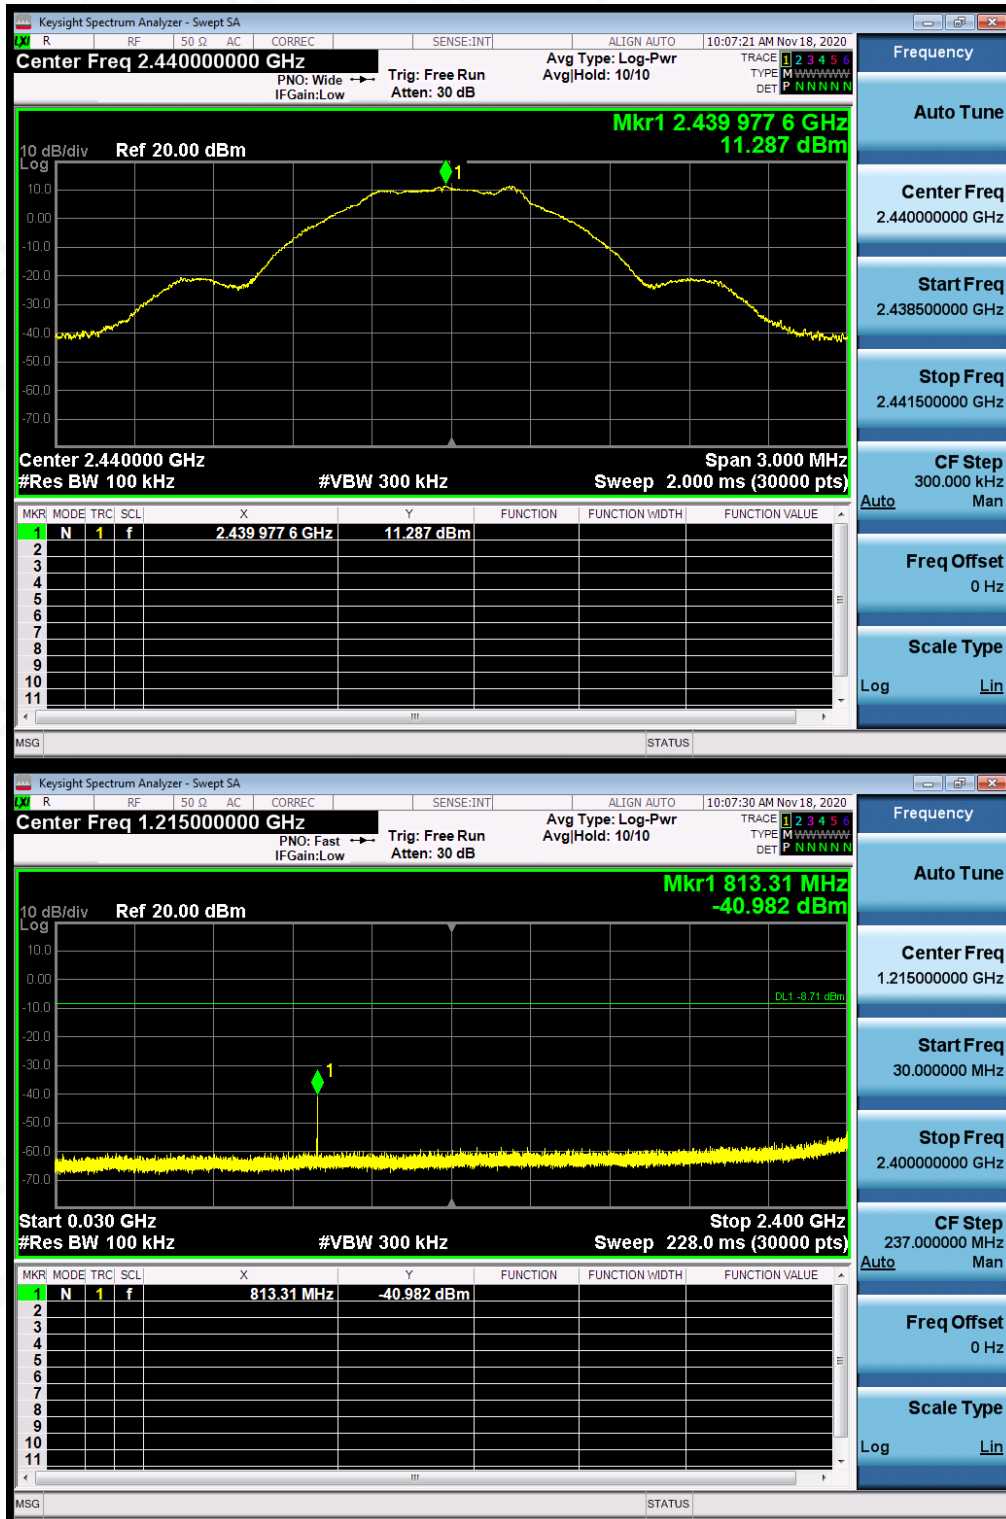 Keysight Spectrum Analyzer - Swept SA
LXI R RF 50 Ω AC CORREC SENSE:INT ALIGN AUTO 10:07:21 AM Nov 18, 2020
Center Freq 2.440000000 GHz
PNO: Wide
IFGain:Low
Trig: Free Run
Atten: 30 dB
Avg Type: Log-Pwr
Avg|Hold: 10/10
TRACE 1 2 3 4 5 6
TYPE M WWWWW
DET P N N N N N
Mkr1 2.439 977 6 GHz
11.287 dBm
10 dB/div Ref 20.00 dBm
Log
1
10.0
0.00
-10.0
-20.0
-30.0
-40.0
-50.0
-60.0
-70.0
Center 2.440000 GHz Span 3.000 MHz
#Res BW 100 kHz #VBW 300 kHz Sweep 2.000 ms (30000 pts)
MKR MODE TRC SCL X Y FUNCTION FUNCTION WIDTH FUNCTION VALUE
1 N 1 f 2.439 977 6 GHz 11.287 dBm
2
3
4
5
6
7
8
9
10
11
MSG STATUS
Frequency
Auto Tune
Center Freq
2.440000000 GHz
Start Freq
2.438500000 GHz
Stop Freq
2.441500000 GHz
CF Step
300.000 kHz
Auto Man
Freq Offset
0 Hz
Scale Type
Log Lin
Keysight Spectrum Analyzer - Swept SA
LXI R RF 50 Ω AC CORREC SENSE:INT ALIGN AUTO 10:07:30 AM Nov 18, 2020
Center Freq 1.215000000 GHz
PNO: Fast
IFGain:Low
Trig: Free Run
Atten: 30 dB
Avg Type: Log-Pwr
Avg|Hold: 10/10
TRACE 1 2 3 4 5 6
TYPE M WWWWW
DET P N N N N N
Mkr1 813.31 MHz
-40.982 dBm
10 dB/div Ref 20.00 dBm
Log
10.0
0.00
DL1 -8.71 dBm
-10.0
-20.0
-30.0
1
-40.0
-50.0
-60.0
-70.0
Start 0.030 GHz Stop 2.400 GHz
#Res BW 100 kHz #VBW 300 kHz Sweep 228.0 ms (30000 pts)
MKR MODE TRC SCL X Y FUNCTION FUNCTION WIDTH FUNCTION VALUE
1 N 1 f 813.31 MHz -40.982 dBm
2
3
4
5
6
7
8
9
10
11
MSG STATUS
Frequency
Auto Tune
Center Freq
1.215000000 GHz
Start Freq
30.000000 MHz
Stop Freq
2.400000000 GHz
CF Step
237.000000 MHz
Auto Man
Freq Offset
0 Hz
Scale Type
Log Lin